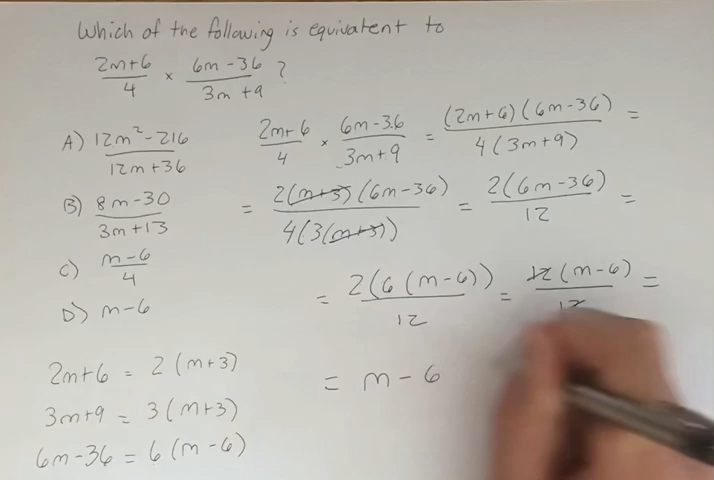 Which of the following is equivalent to
2m+6/4 × 6m-36/3m+9 ?
A) 12m²-216/12m+36
B) 8m-30/3m+13
C) m-6/4
D) m-6
2m+6/4 × 6m-36/3m+9 = (2m+6)(6m-36)/4(3m+9) =
= 2(m+3)(6m-36)/4(3(m+3)) = 2(6m-36)/12 =
= 2(6(m-6))/12 = 12(m-6)/12 =
= m-6
2m+6 = 2(m+3)
3m+9 = 3(m+3)
6m-36 = 6(m-6)